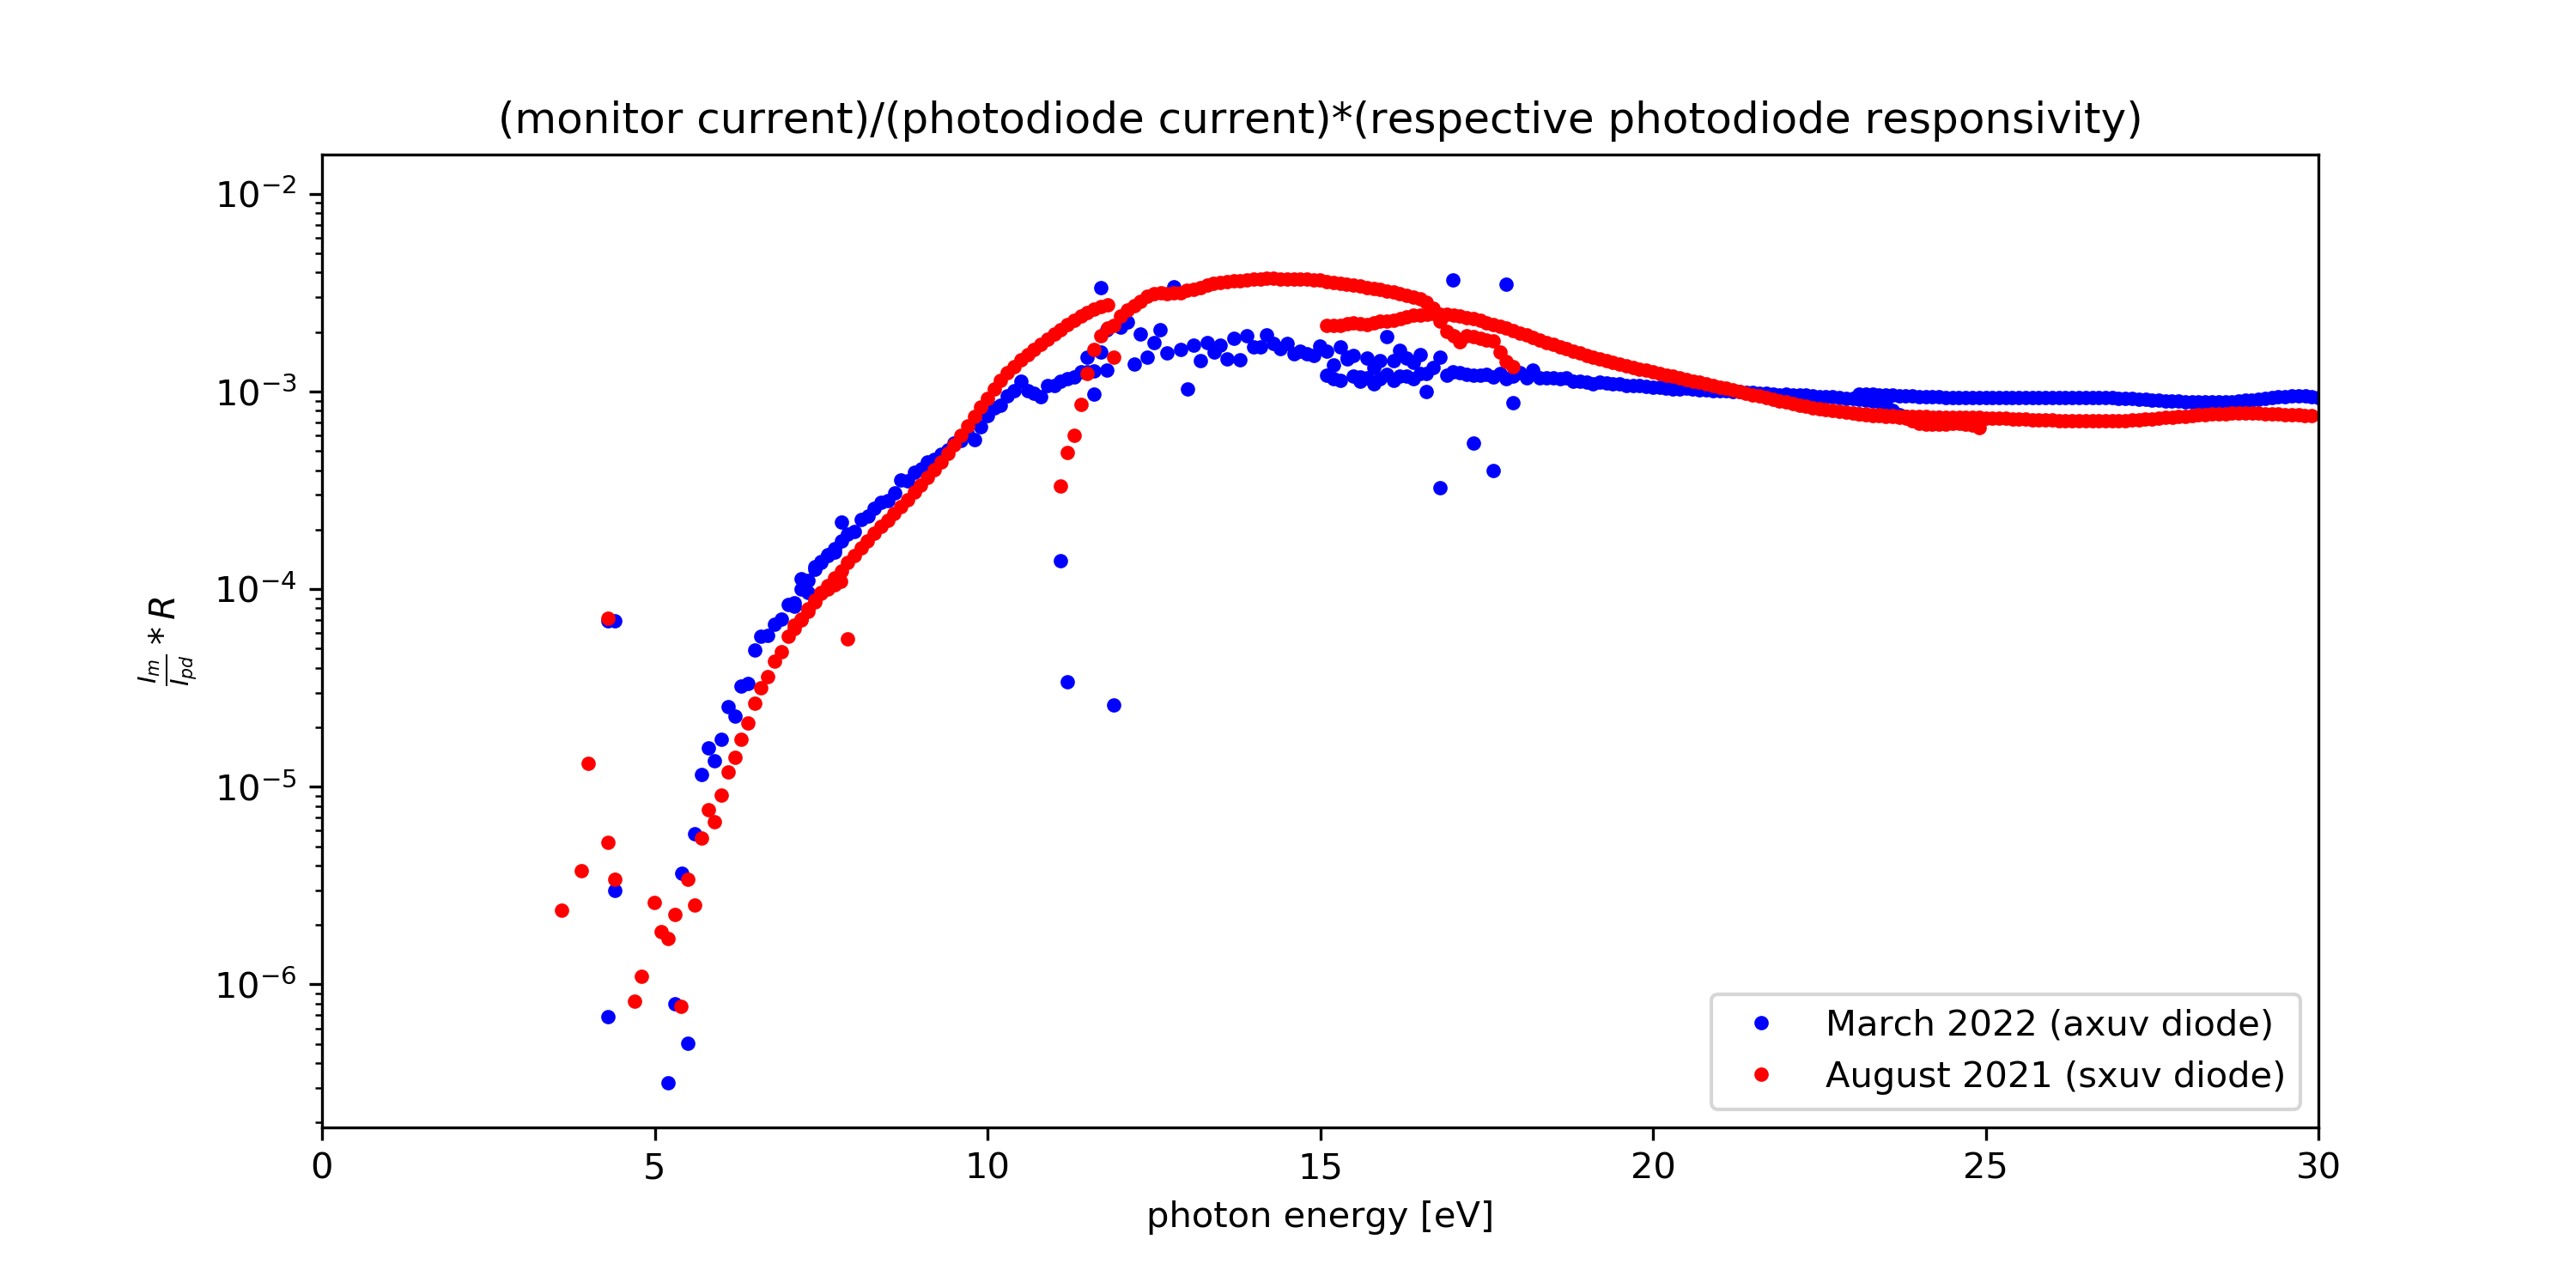 (monitor current)/(photodiode current)*(respective photodiode responsivity)
10⁻²
10⁻³
10⁻⁴
10⁻⁵
10⁻⁶
I_m/I_pd * R
0 5 10 15 20 25 30
photon energy [eV]
March 2022 (axuv diode)
August 2021 (sxuv diode)